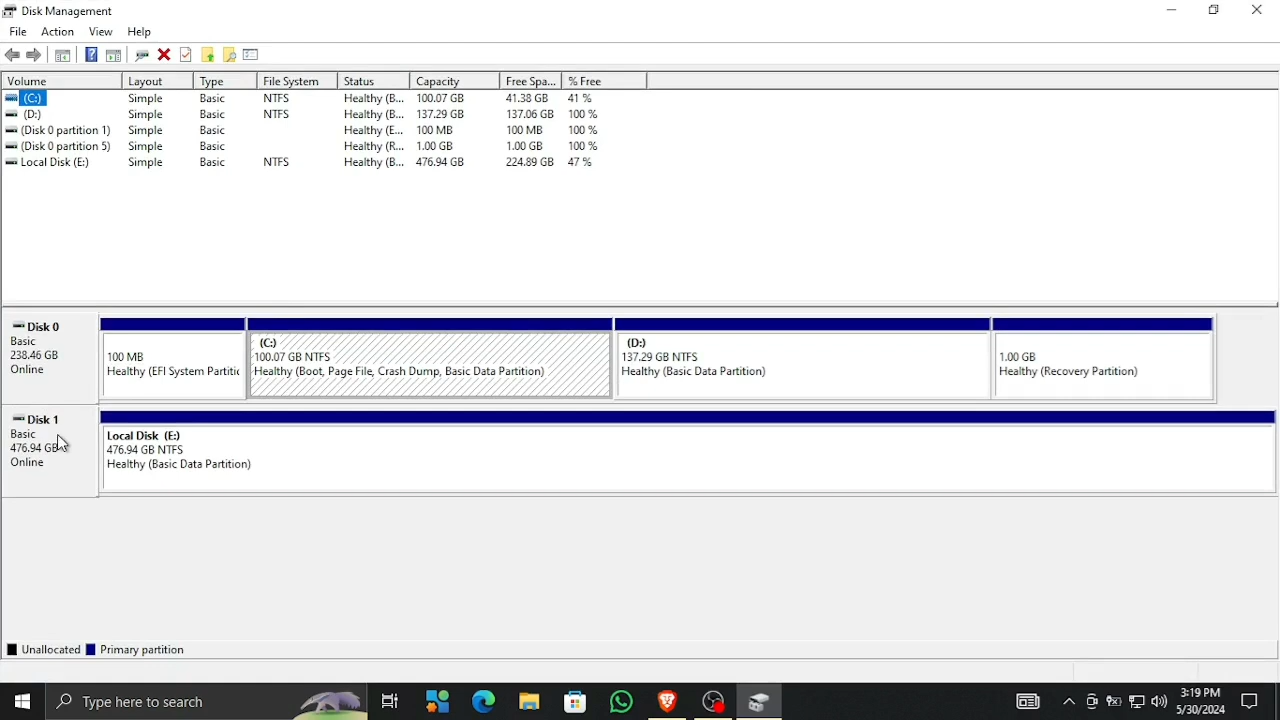 Disk Management
File Action View Help
Volume Layout Type File System Status Capacity Free Spa... % Free
(C:) Simple Basic NTFS Healthy (B... 100.07 GB 41.38 GB 41 %
(D:) Simple Basic NTFS Healthy (B... 137.29 GB 137.06 GB 100 %
(Disk 0 partition 1) Simple Basic Healthy (E... 100 MB 100 MB 100 %
(Disk 0 partition 5) Simple Basic Healthy (R... 1.00 GB 1.00 GB 100 %
Local Disk (E:) Simple Basic NTFS Healthy (B... 476.94 GB 224.89 GB 47 %
Disk 0
Basic
238.46 GB
Online
100 MB
Healthy (EFI System Partitic
(C:)
100.07 GB NTFS
Healthy (Boot, Page File, Crash Dump, Basic Data Partition)
(D:)
137.29 GB NTFS
Healthy (Basic Data Partition)
1.00 GB
Healthy (Recovery Partition)
Disk 1
Basic
476.94 GB
Online
Local Disk (E:)
476.94 GB NTFS
Healthy (Basic Data Partition)
Unallocated Primary partition
Type here to search
3:19 PM
5/30/2024